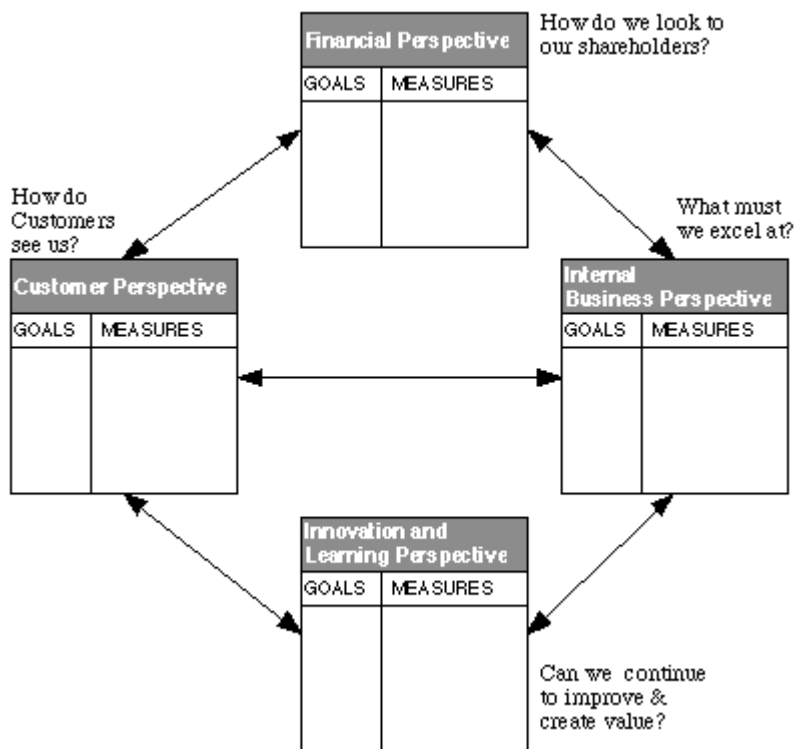 How do we look to
our shareholders?
Financial Perspective
GOALS MEASURES
How do
Customers
see us?
Customer Perspective
GOALS MEASURES
What must
we excel at?
Internal
Business Perspective
GOALS MEASURES
Innovation and
Learning Perspective
GOALS MEASURES
Can we continue
to improve &
create value?